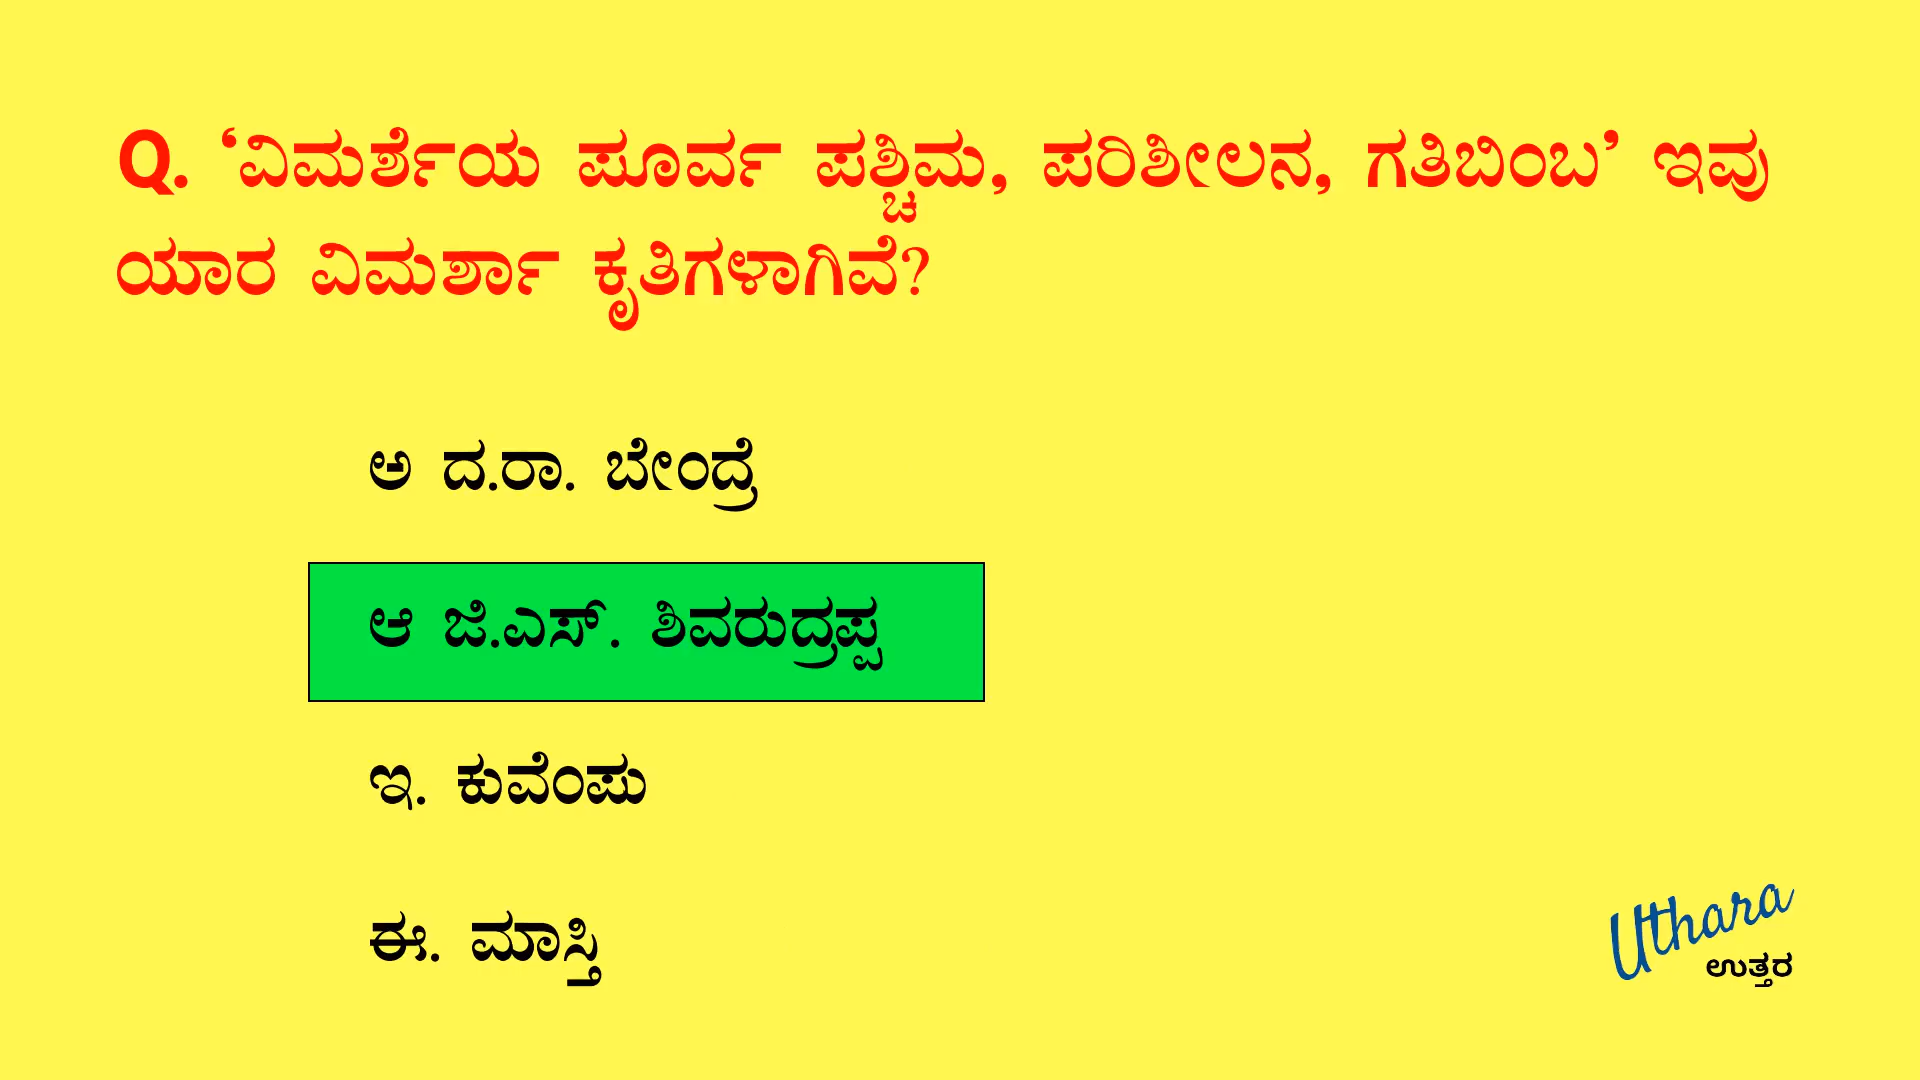 Q. ‘ವಿಮರ್ಶೆಯ ಪೂರ್ವ ಪಶ್ಚಿಮ, ಪರಿಶೀಲನ, ಗತಿಬಿಂಬ’ ಇವು
ಯಾರ ವಿಮರ್ಶಾ ಕೃತಿಗಳಾಗಿವೆ?
ಅ ದ.ರಾ. ಬೇಂದ್ರೆ
ಆ ಜಿ.ಎಸ್. ಶಿವರುದ್ರಪ್ಪ
ಇ. ಕುವೆಂಪು
ಈ. ಮಾಸ್ತಿ
Uthara
ಉತ್ತರ